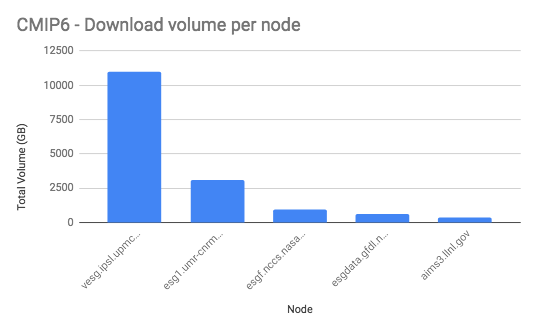 CMIP6 - Download volume per node
Total Volume (GB)
12500
10000
7500
5000
2500
0
vesg.ipsl.upmc...
esg1.umr-cnrm...
esgf.nccs.nasa...
esgdata.gfdl.n...
aims3.llnl.gov
Node